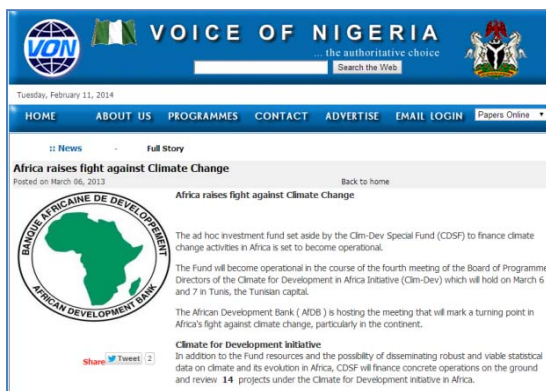 VOICE OF NIGERIA
VON
... the authoritative choice
Search the Web
Tuesday, February 11, 2014
HOME ABOUT US PROGRAMMES CONTACT ADVERTISE EMAIL LOGIN Papers Online
:: News - Full Story
Africa raises fight against Climate Change
Posted on March 06, 2013 Back to home
BANQUE AFRICAINE DE DEVELOPPEMENT
AFRICAN DEVELOPMENT BANK
Share Tweet 2
Africa raises fight against Climate Change
The ad hoc investment fund set aside by the Clim-Dev Special Fund (CDSF) to finance climate
change activities in Africa is set to become operational.
The Fund will become operational in the course of the fourth meeting of the Board of Programme
Directors of the Climate for Development in Africa Initiative (Clim-Dev) which will hold on March 6
and 7 in Tunis, the Tunisian capital.
The African Development Bank ( AfDB ) is hosting the meeting that will mark a turning point in
Africa's fight against climate change, particularly in the continent.
Climate for Development initiative
In addition to the Fund resources and the possibility of disseminating robust and viable statistical
data on climate and its evolution in Africa, CDSF will finance concrete operations on the ground
and review 14 projects under the Climate for Development initiative in Africa.